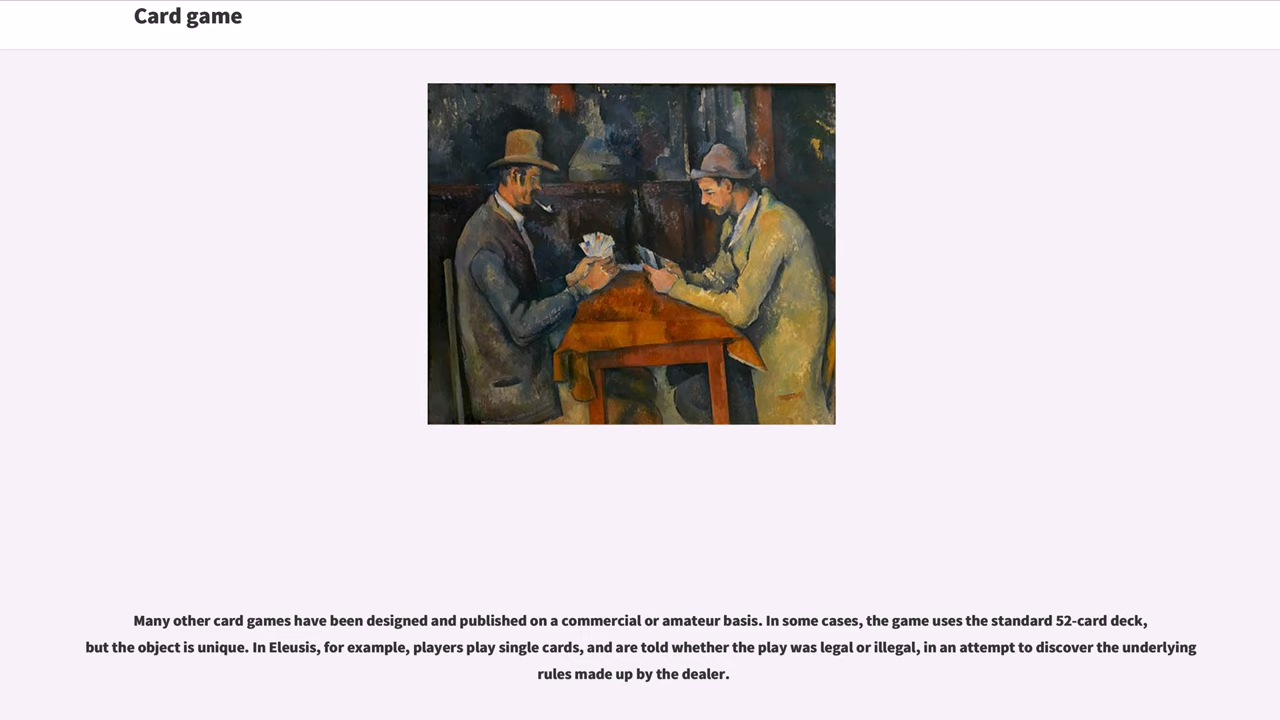 Card game
Many other card games have been designed and published on a commercial or amateur basis. In some cases, the game uses the standard 52-card deck,
but the object is unique. In Eleusis, for example, players play single cards, and are told whether the play was legal or illegal, in an attempt to discover the underlying
rules made up by the dealer.